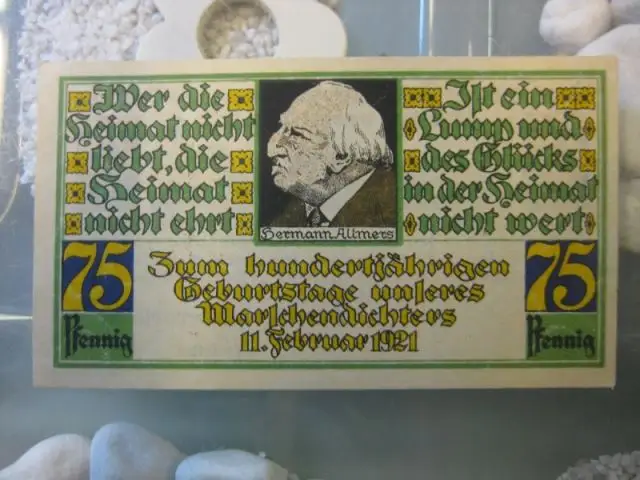 Wer die
Heimat nicht
liebt, die
Heimat
nicht ehrt
Ist ein
Lump und
des Glücks
in der Heimat
nicht wert
Hermann Allmers
75
Pfennig
Zum hundertjährigen
Geburtstage unseres
Marschendichters
11. Februar 1921
75
Pfennig